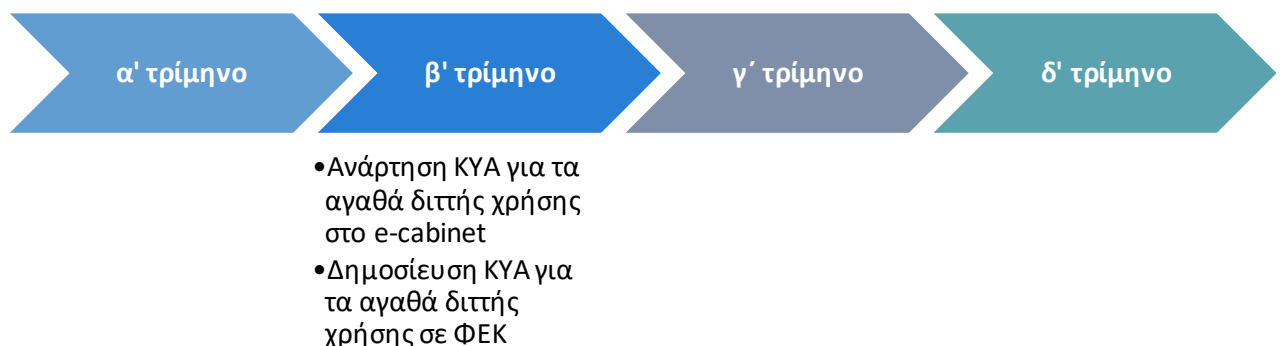 α' τρίμηνο
β' τρίμηνο
γ΄ τρίμηνο
δ' τρίμηνο
•Ανάρτηση ΚΥΑ για τα
αγαθά διττής χρήσης
στο e-cabinet
•Δημοσίευση ΚΥΑ για
τα αγαθά διττής
χρήσης σε ΦΕΚ